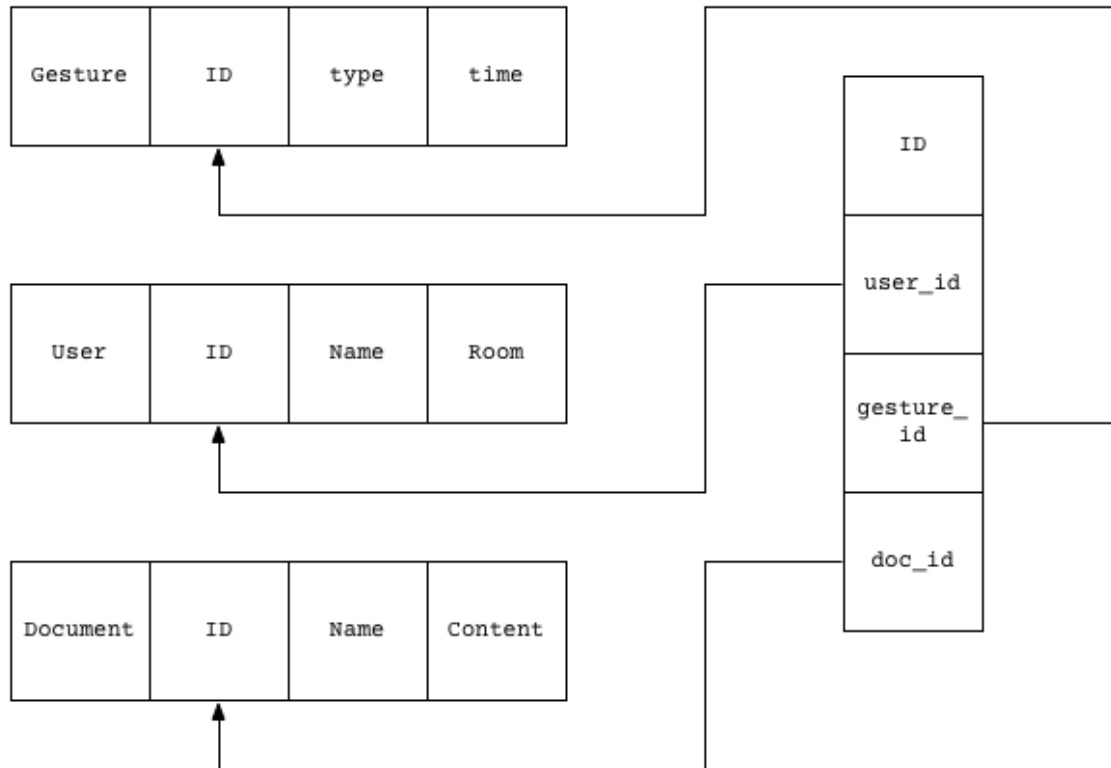 Gesture ID type time
ID
user_id
User ID Name Room
gesture_
id
doc_id
Document ID Name Content